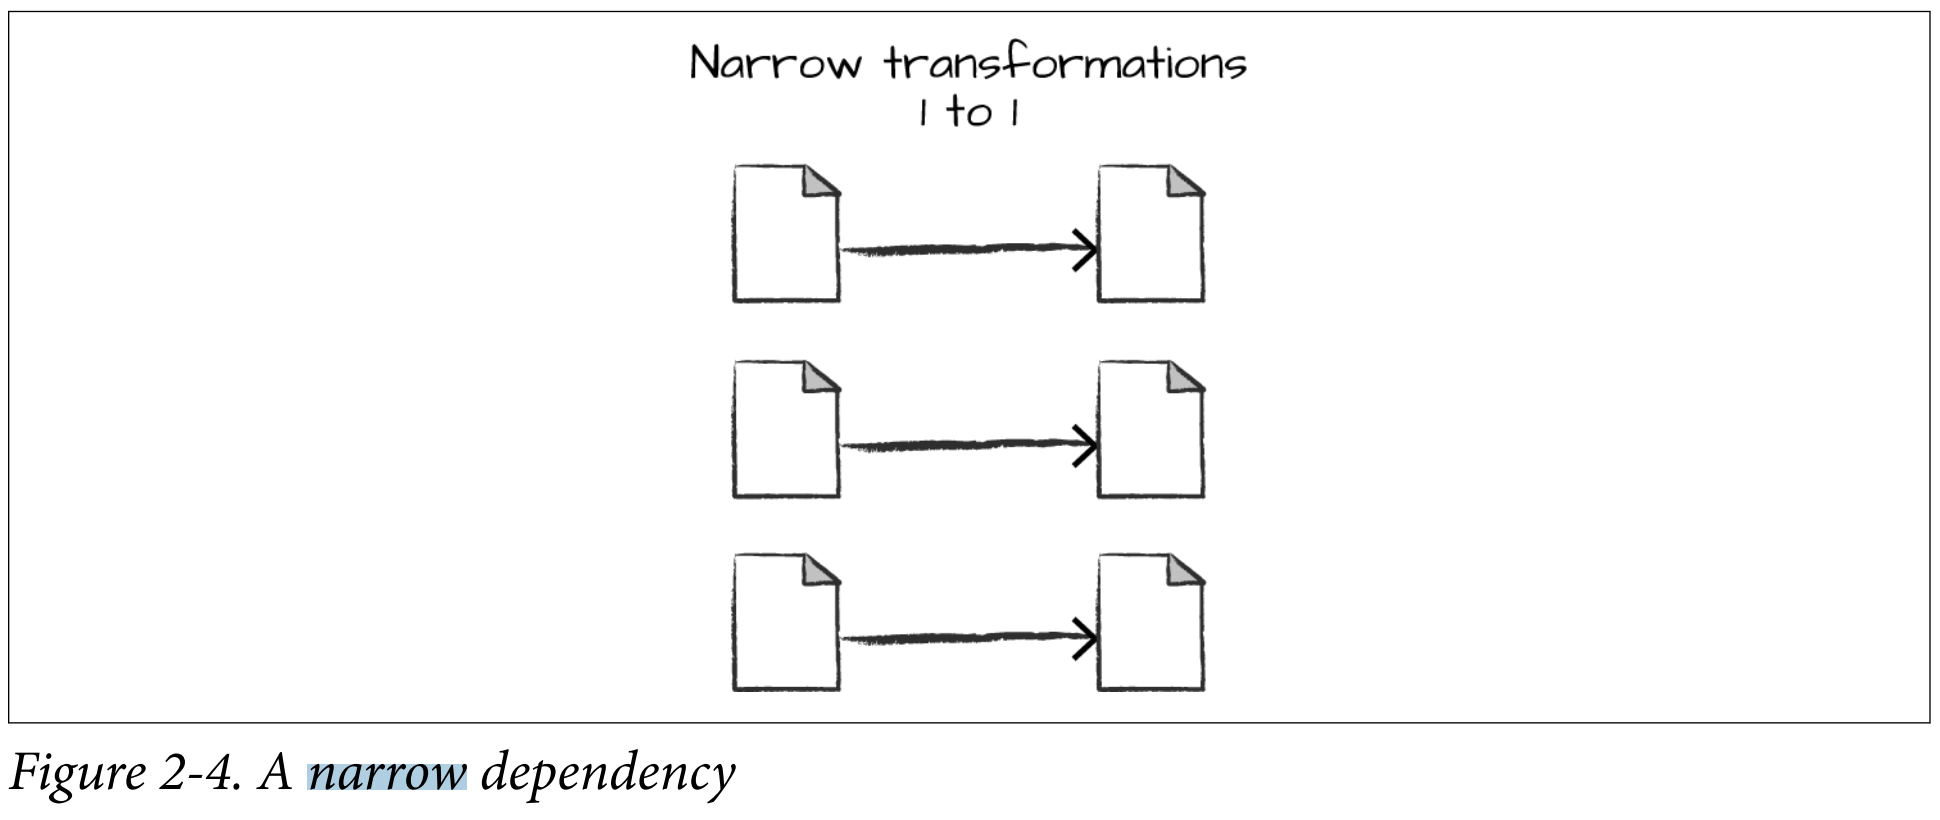 Narrow transformations
1 to 1
Figure 2-4. A narrow dependency